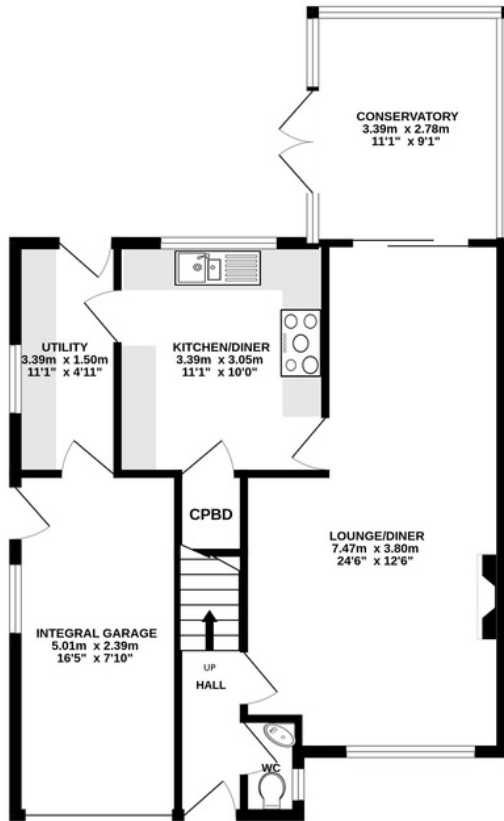 CONSERVATORY
3.39m x 2.78m
11'1" x 9'1"
UTILITY
3.39m x 1.50m
11'1" x 4'11"
KITCHEN/DINER
3.39m x 3.05m
11'1" x 10'0"
CPBD
LOUNGE/DINER
7.47m x 3.80m
24'6" x 12'6"
INTEGRAL GARAGE
5.01m x 2.39m
16'5" x 7'10"
UP
HALL
WC